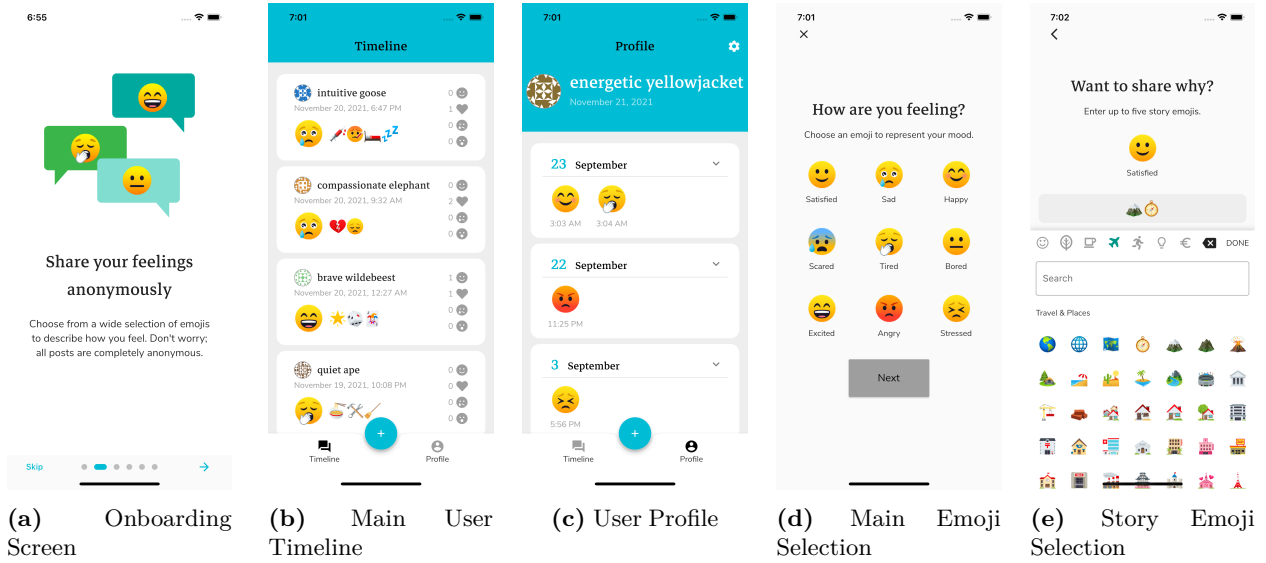 6:55
Share your feelings
anonymously
Choose from a wide selection of emojis
to describe how you feel. Don't worry;
all posts are completely anonymous.
Skip
(a) Onboarding
Screen
7:01
Timeline
intuitive goose
November 20, 2021, 6:47 PM
0
1
0
0
compassionate elephant
November 20, 2021, 9:32 AM
0
2
0
0
brave wildebeest
November 20, 2021, 12:27 AM
1
1
0
0
quiet ape
November 19, 2021, 10:08 PM
0
0
0
0
+
Timeline
Profile
(b) Main User
Timeline
7:01
Profile
energetic yellowjacket
November 21, 2021
23 September
3:03 AM 3:04 AM
22 September
11:25 PM
3 September
5:56 PM
+
Timeline
Profile
(c) User Profile
7:01
How are you feeling?
Choose an emoji to represent your mood.
Satisfied Sad Happy
Scared Tired Bored
Excited Angry Stressed
Next
(d) Main Emoji
Selection
7:02
Want to share why?
Enter up to five story emojis.
Satisfied
DONE
Search
Travel & Places
(e) Story Emoji
Selection